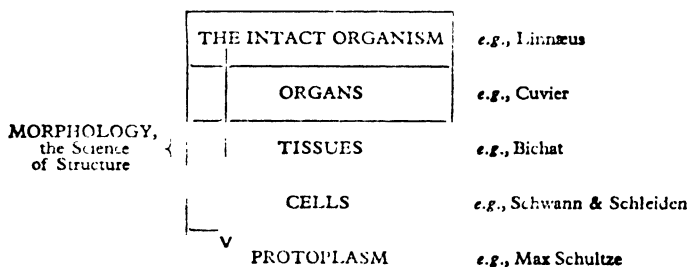 THE INTACT ORGANISM e.g., Linnæus
ORGANS e.g., Cuvier
MORPHOLOGY,
the Science
of Structure
TISSUES e.g., Bichat
CELLS e.g., Schwann & Schleiden
PROTOPLASM e.g., Max Schultze